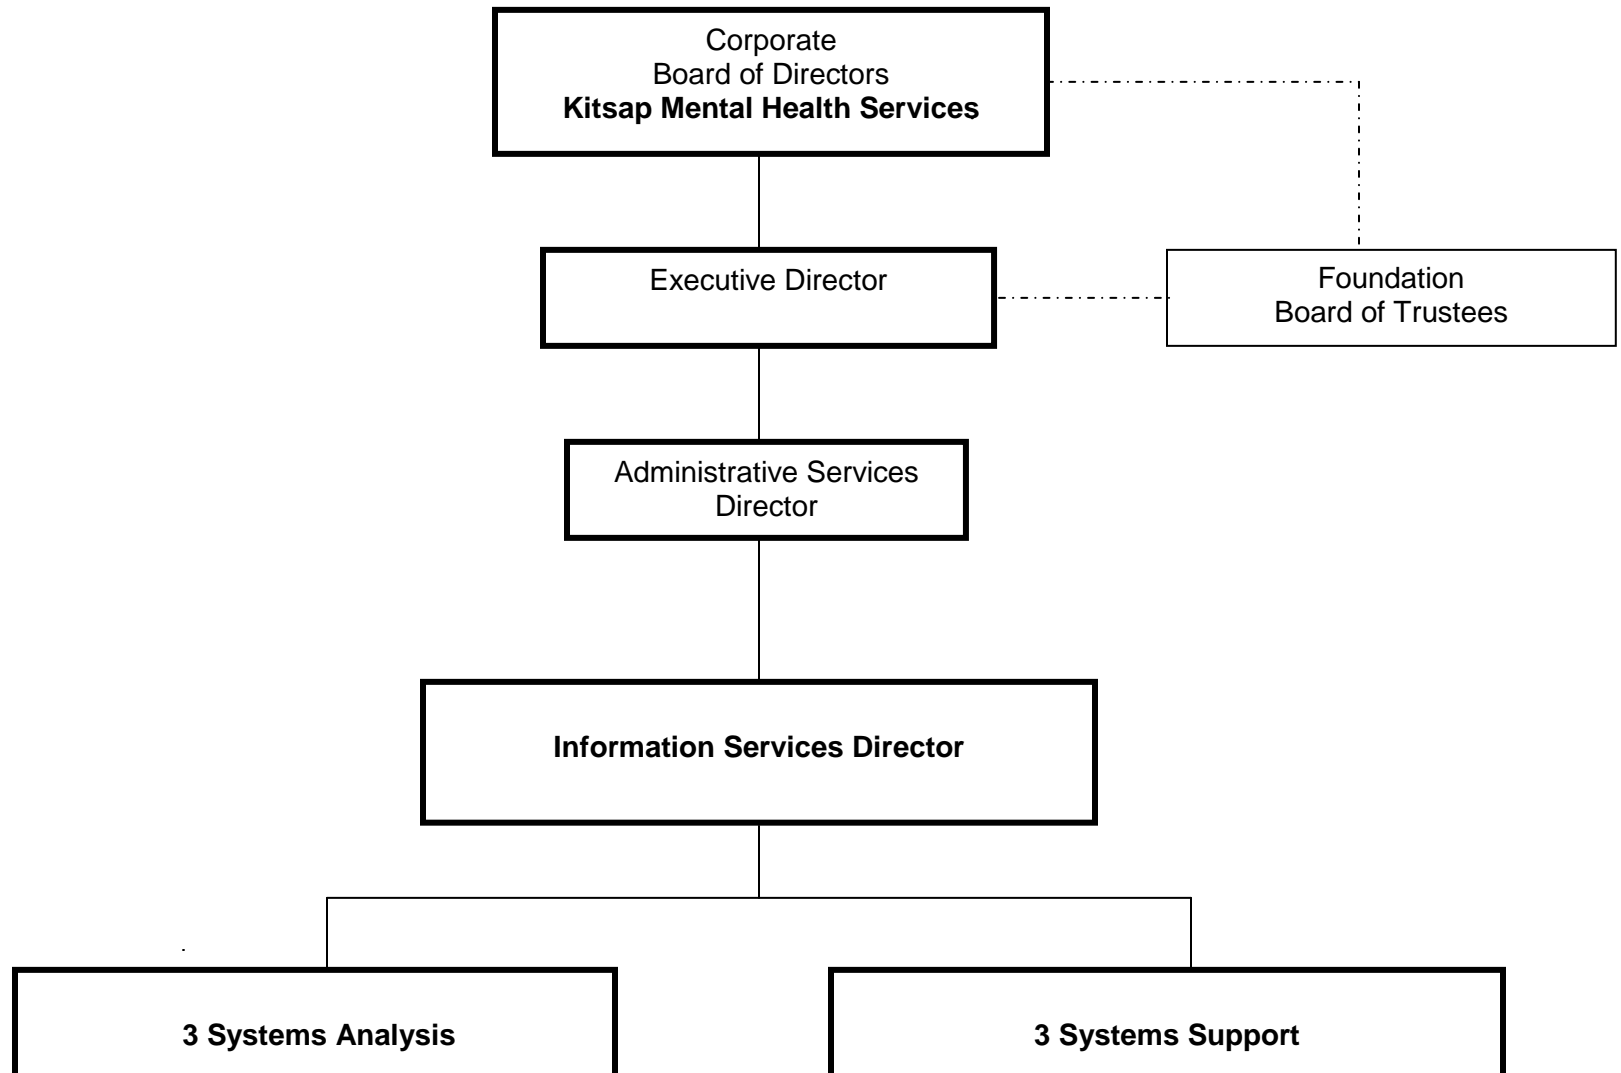 Corporate
Board of Directors
Kitsap Mental Health Services
Executive Director
Foundation
Board of Trustees
Administrative Services
Director
Information Services Director
3 Systems Analysis
3 Systems Support